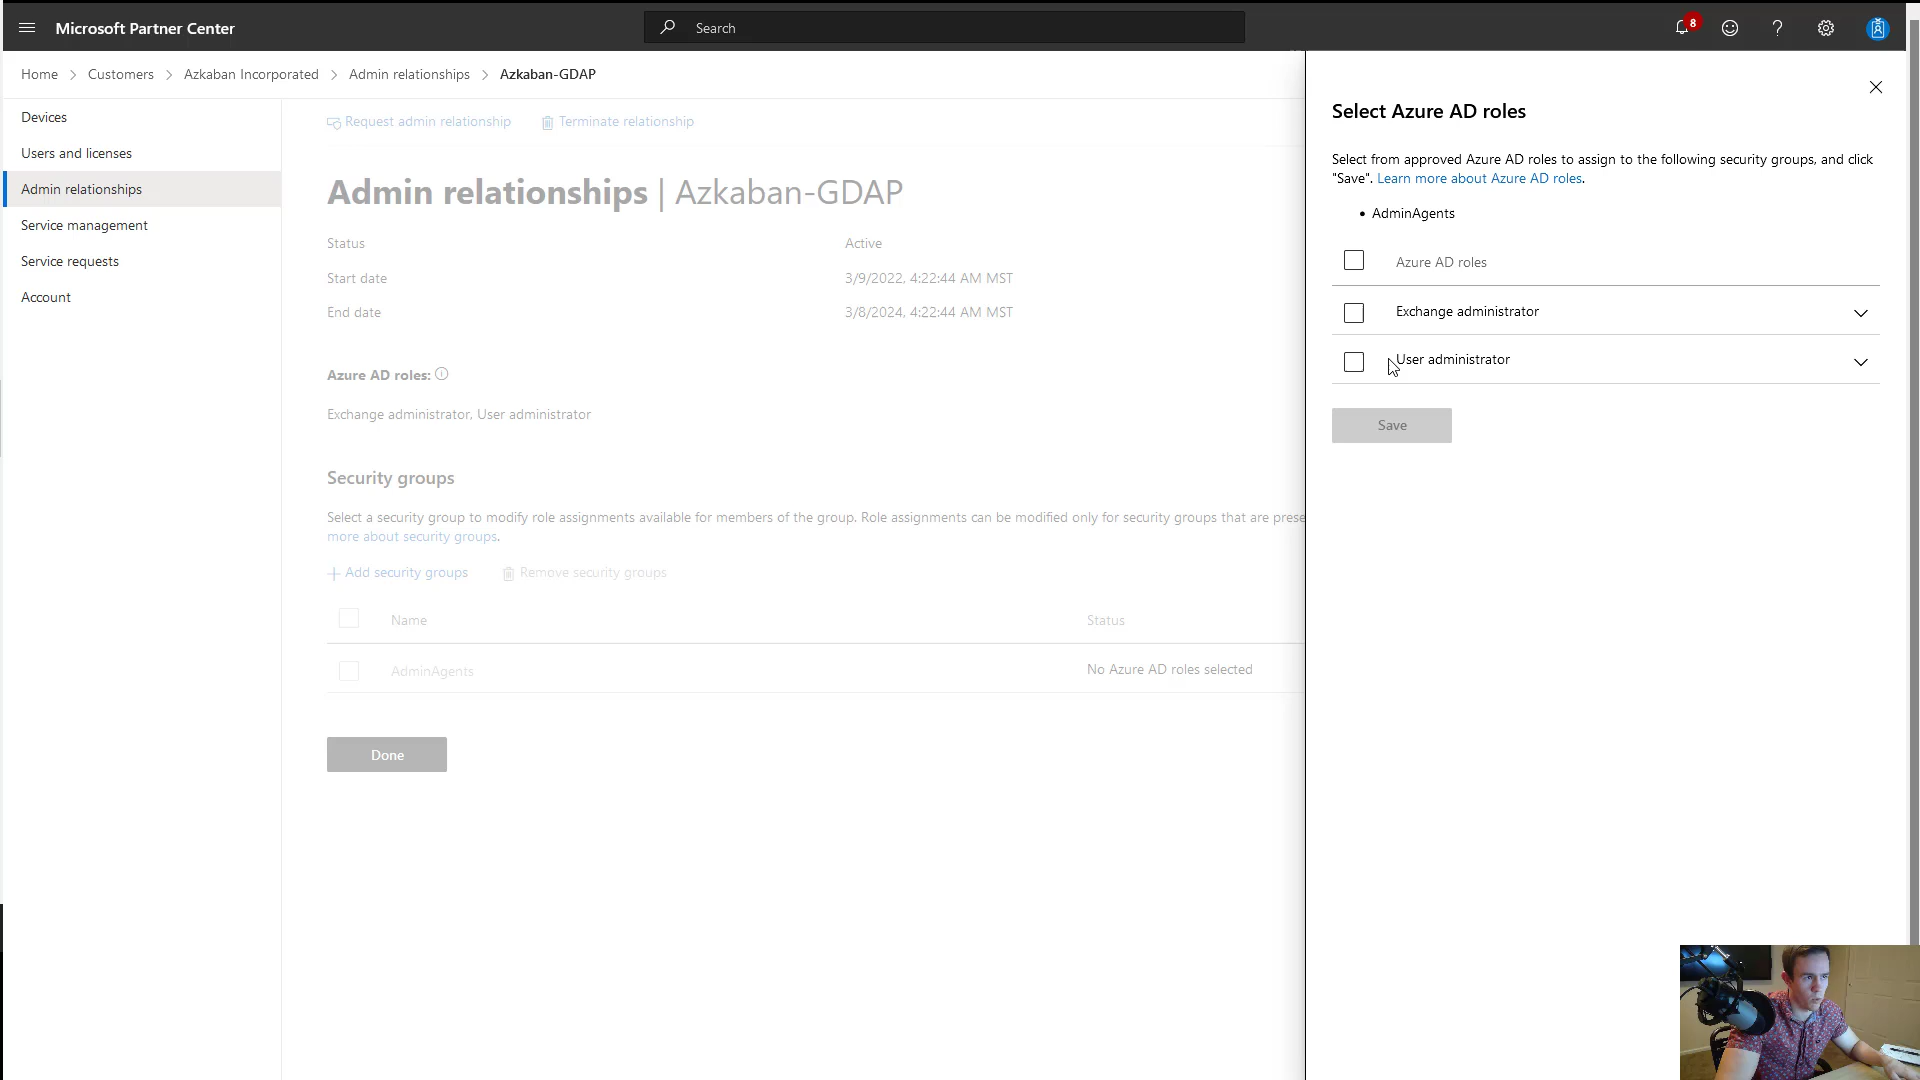 Microsoft Partner Center
Search
8
Home
Customers
Azkaban Incorporated
Admin relationships
Azkaban-GDAP
Devices
Users and licenses
Admin relationships
Service management
Service requests
Account
Request admin relationship
Terminate relationship
Admin relationships | Azkaban-GDAP
Status Active
Start date 3/9/2022, 4:22:44 AM MST
End date 3/8/2024, 4:22:44 AM MST
Azure AD roles:
Exchange administrator, User administrator
Security groups
Select a security group to modify role assignments available for members of the group. Role assignments can be modified only for security groups that are prese
more about security groups.
Add security groups
Remove security groups
Name Status
AdminAgents No Azure AD roles selected
Done
Select Azure AD roles
Select from approved Azure AD roles to assign to the following security groups, and click
"Save". Learn more about Azure AD roles.
• AdminAgents
Azure AD roles
Exchange administrator
User administrator
Save